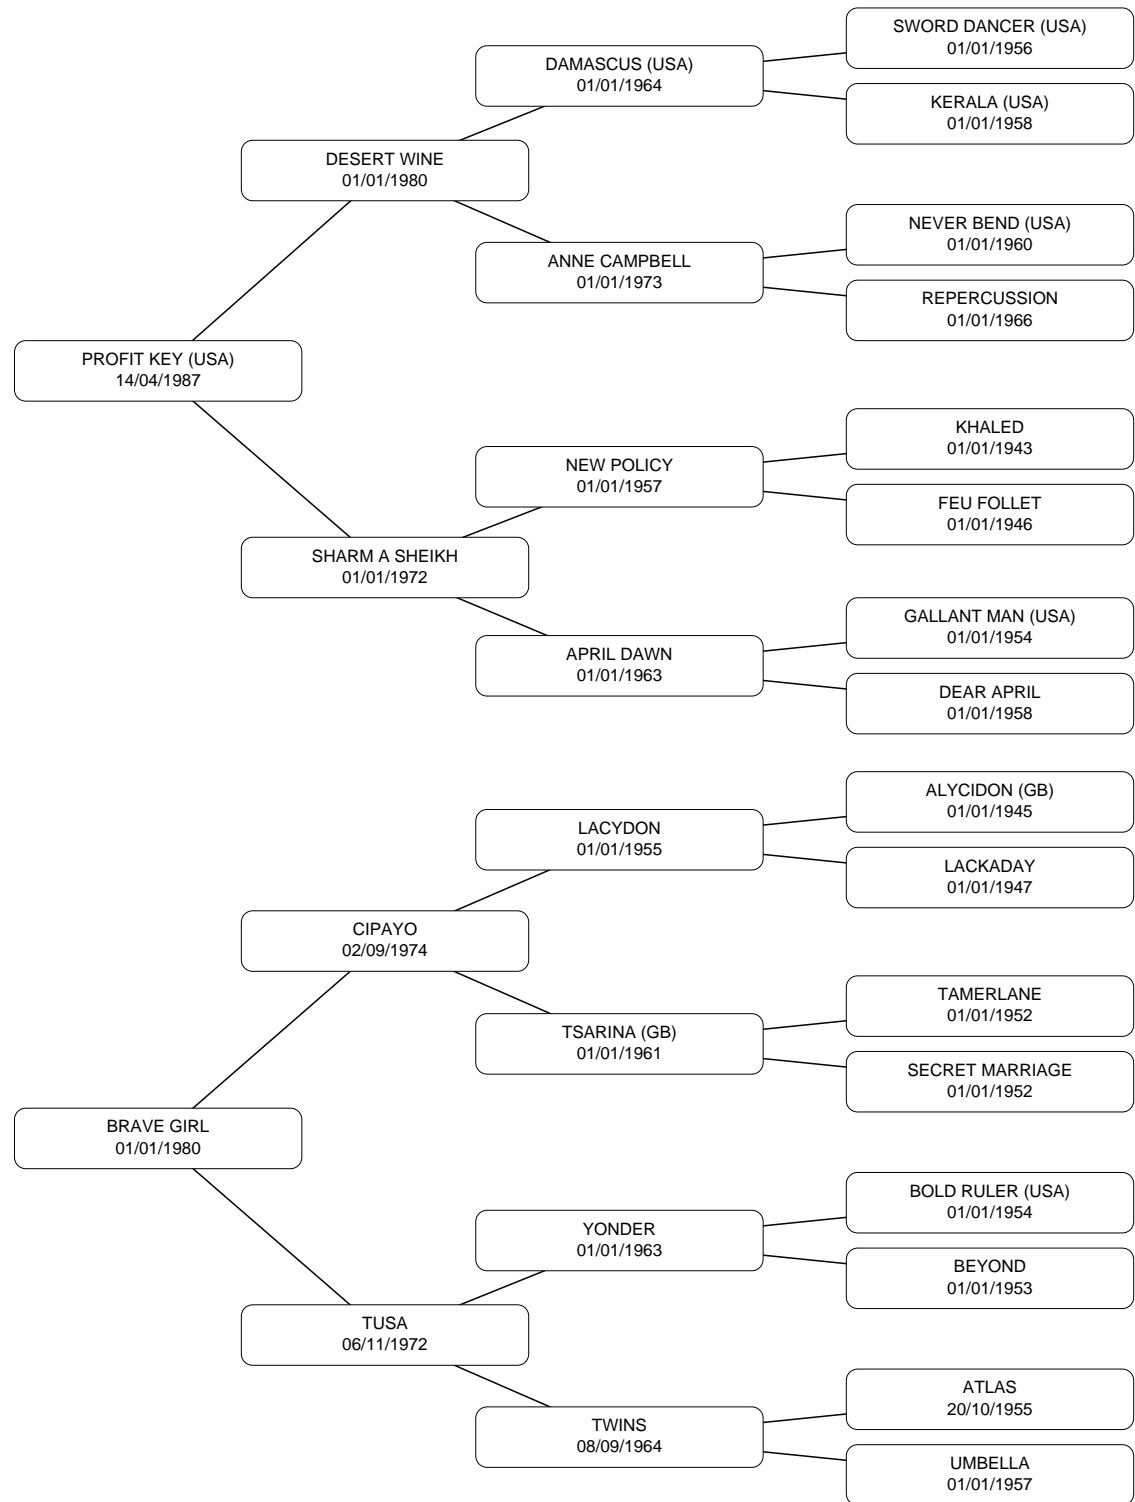 SWORD DANCER (USA)
01/01/1956
DAMASCUS (USA)
01/01/1964
KERALA (USA)
01/01/1958
DESERT WINE
01/01/1980
NEVER BEND (USA)
01/01/1960
ANNE CAMPBELL
01/01/1973
REPERCUSSION
01/01/1966
PROFIT KEY (USA)
14/04/1987
KHALED
01/01/1943
NEW POLICY
01/01/1957
FEU FOLLET
01/01/1946
SHARM A SHEIKH
01/01/1972
GALLANT MAN (USA)
01/01/1954
APRIL DAWN
01/01/1963
DEAR APRIL
01/01/1958
ALYCIDON (GB)
01/01/1945
LACYDON
01/01/1955
LACKADAY
01/01/1947
CIPAYO
02/09/1974
TAMERLANE
01/01/1952
TSARINA (GB)
01/01/1961
SECRET MARRIAGE
01/01/1952
BRAVE GIRL
01/01/1980
BOLD RULER (USA)
01/01/1954
YONDER
01/01/1963
BEYOND
01/01/1953
TUSA
06/11/1972
ATLAS
20/10/1955
TWINS
08/09/1964
UMBELLA
01/01/1957